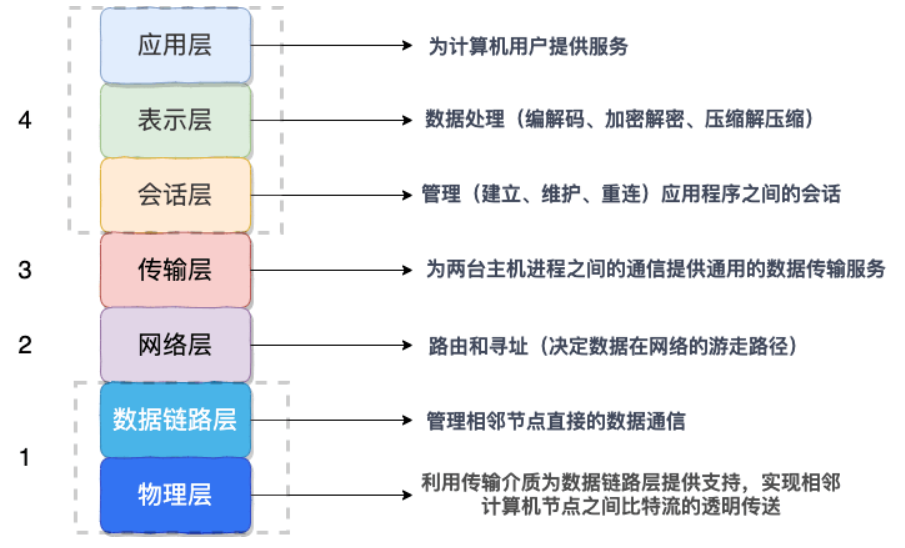 应用层
为计算机用户提供服务
4
表示层
数据处理（编解码、加密解密、压缩解压缩）
会话层
管理（建立、维护、重连）应用程序之间的会话
3
传输层
为两台主机进程之间的通信提供通用的数据传输服务
2
网络层
路由和寻址（决定数据在网络的游走路径）
数据链路层
管理相邻节点直接的数据通信
1
物理层
利用传输介质为数据链路层提供支持，实现相邻
计算机节点之间比特流的透明传送